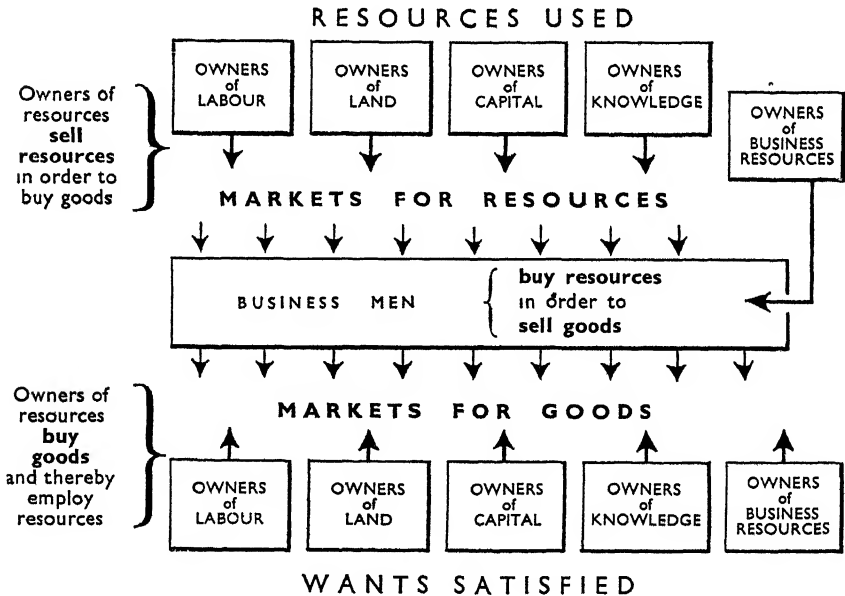 RESOURCES USED
OWNERS
of
LABOUR
OWNERS
of
LAND
OWNERS
of
CAPITAL
OWNERS
of
KNOWLEDGE
OWNERS
of
BUSINESS
RESOURCES
Owners of
resources
sell
resources
in order to
buy goods
MARKETS FOR RESOURCES
BUSINESS MEN
buy resources
in order to
sell goods
Owners of
resources
buy
goods
and thereby
employ
resources
MARKETS FOR GOODS
OWNERS
of
LABOUR
OWNERS
of
LAND
OWNERS
of
CAPITAL
OWNERS
of
KNOWLEDGE
OWNERS
of
BUSINESS
RESOURCES
WANTS SATISFIED